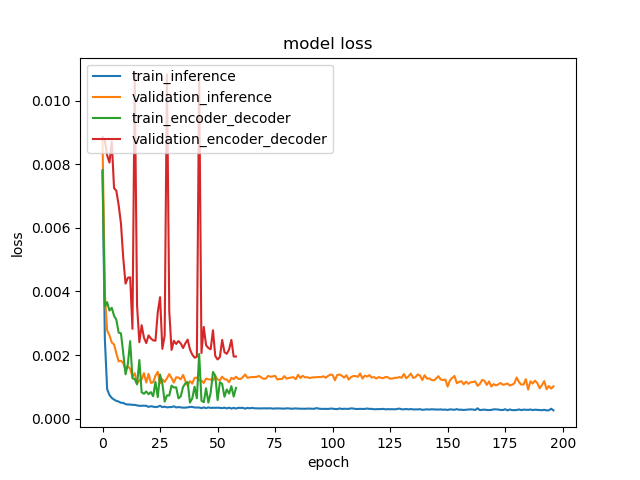 model loss
train_inference
validation_inference
train_encoder_decoder
validation_encoder_decoder
0.010
0.008
0.006
0.004
0.002
0.000
loss
0 25 50 75 100 125 150 175 200
epoch